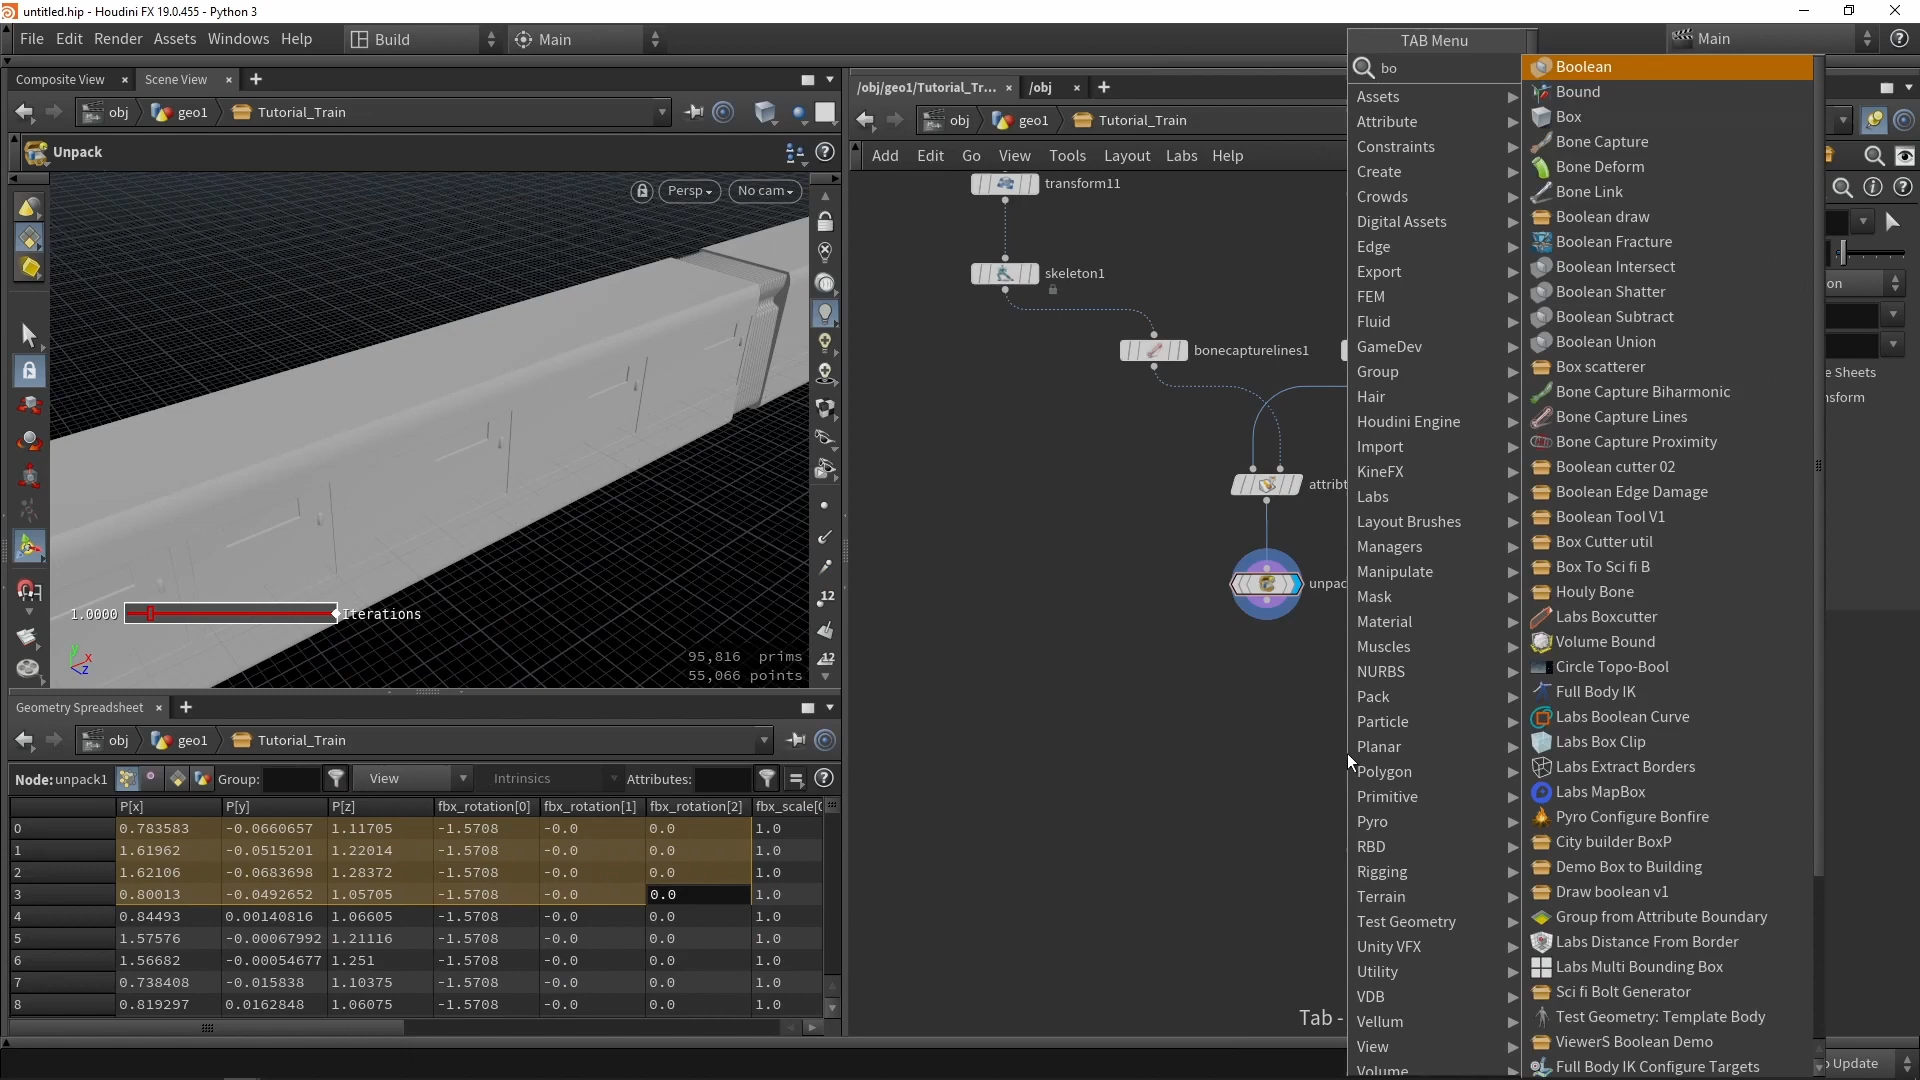 untitled.hip - Houdini FX 19.0.455 - Python 3
File Edit Render Assets Windows Help
Build
Main
Main
Composite View
Scene View
obj
geo1
Tutorial_Train
Unpack
Persp
No cam
1.0000
Iterations
95,816 prims
55,066 points
12
12
/obj/geo1/Tutorial_Tr...
/obj
obj
geo1
Tutorial_Train
Add Edit Go View Tools Layout Labs Help
transform11
skeleton1
bonecapturelines1
attribt
unpac
Tab -
TAB Menu
bo
Assets
Attribute
Constraints
Create
Crowds
Digital Assets
Edge
Export
FEM
Fluid
GameDev
Group
Hair
Houdini Engine
Import
KineFX
Labs
Layout Brushes
Managers
Manipulate
Mask
Material
Muscles
NURBS
Pack
Particle
Planar
Polygon
Primitive
Pyro
RBD
Rigging
Terrain
Test Geometry
Unity VFX
Utility
VDB
Vellum
View
Volume
Boolean
Bound
Box
Bone Capture
Bone Deform
Bone Link
Boolean draw
Boolean Fracture
Boolean Intersect
Boolean Shatter
Boolean Subtract
Boolean Union
Box scatterer
Bone Capture Biharmonic
Bone Capture Lines
Bone Capture Proximity
Boolean cutter 02
Boolean Edge Damage
Boolean Tool V1
Box Cutter util
Box To Sci fi B
Houly Bone
Labs Boxcutter
Volume Bound
Circle Topo-Bool
Full Body IK
Labs Boolean Curve
Labs Box Clip
Labs Extract Borders
Labs MapBox
Pyro Configure Bonfire
City builder BoxP
Demo Box to Building
Draw boolean v1
Group from Attribute Boundary
Labs Distance From Border
Labs Multi Bounding Box
Sci fi Bolt Generator
Test Geometry: Template Body
ViewerS Boolean Demo
Full Body IK Configure Targets
on
e Sheets
nsform
Update
Geometry Spreadsheet
obj
geo1
Tutorial_Train
Node: unpack1
Group:
View
Intrinsics
Attributes:
P[x] P[y] P[z] fbx_rotation[0] fbx_rotation[1] fbx_rotation[2] fbx_scale[0
0 0.783583 -0.0660657 1.11705 -1.5708 -0.0 0.0 1.0
1 1.61962 -0.0515201 1.22014 -1.5708 -0.0 0.0 1.0
2 1.62106 -0.0683698 1.28372 -1.5708 -0.0 0.0 1.0
3 0.80013 -0.0492652 1.05705 -1.5708 -0.0 0.0 1.0
4 0.84493 0.00140816 1.06605 -1.5708 -0.0 0.0 1.0
5 1.57576 -0.00067992 1.21116 -1.5708 -0.0 0.0 1.0
6 1.56682 -0.00054677 1.251 -1.5708 -0.0 0.0 1.0
7 0.738408 -0.015838 1.10375 -1.5708 -0.0 0.0 1.0
8 0.819297 0.0162848 1.06075 -1.5708 -0.0 0.0 1.0